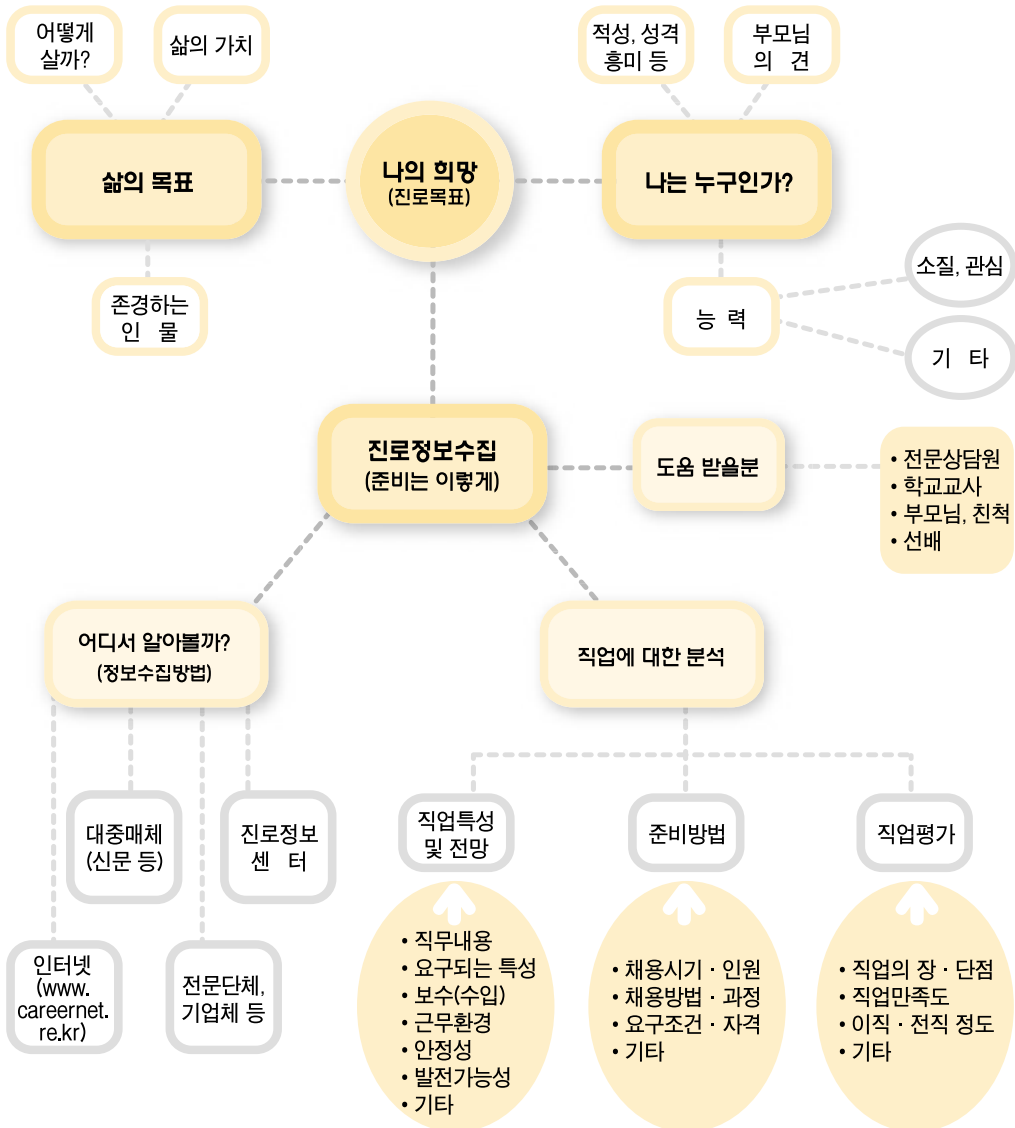 어떻게
살까?
삶의 가치
적성, 성격
흥미 등
부모님
의 견
삶의 목표
나의 희망
(진로목표)
나는 누구인가?
존경하는
인 물
능 력
소질, 관심
기 타
진로정보수집
(준비는 이렇게)
도움 받을분
• 전문상담원
• 학교교사
• 부모님, 친척
• 선배
어디서 알아볼까?
(정보수집방법)
직업에 대한 분석
대중매체
(신문 등)
진로정보
센 터
인터넷
(www.
careernet.
re.kr)
전문단체,
기업체 등
직업특성
및 전망
준비방법
직업평가
• 직무내용
• 요구되는 특성
• 보수(수입)
• 근무환경
• 안정성
• 발전가능성
• 기타
• 채용시기 · 인원
• 채용방법 · 과정
• 요구조건 · 자격
• 기타
• 직업의 장 · 단점
• 직업만족도
• 이직 · 전직 정도
• 기타